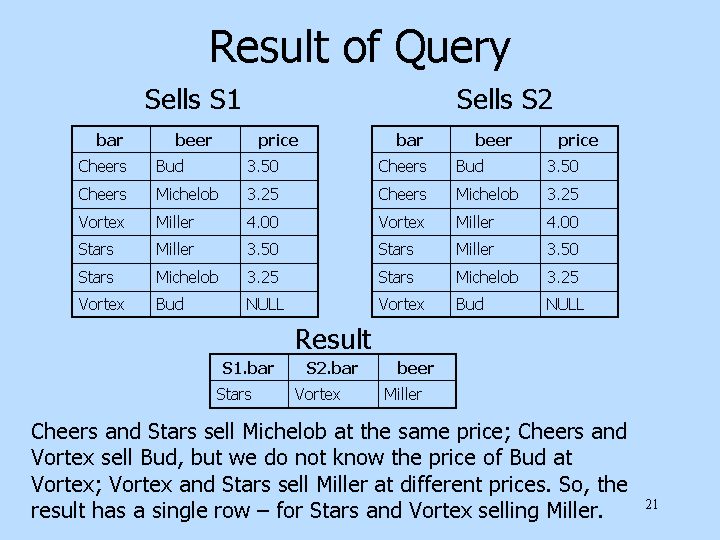 Result of Query
Sells S1 Sells S2
bar beer price bar beer price
Cheers Bud 3.50 Cheers Bud 3.50
Cheers Michelob 3.25 Cheers Michelob 3.25
Vortex Miller 4.00 Vortex Miller 4.00
Stars Miller 3.50 Stars Miller 3.50
Stars Michelob 3.25 Stars Michelob 3.25
Vortex Bud NULL Vortex Bud NULL
Result
S1.bar S2.bar beer
Stars Vortex Miller
Cheers and Stars sell Michelob at the same price; Cheers and
Vortex sell Bud, but we do not know the price of Bud at
Vortex; Vortex and Stars sell Miller at different prices. So, the
result has a single row – for Stars and Vortex selling Miller.
21